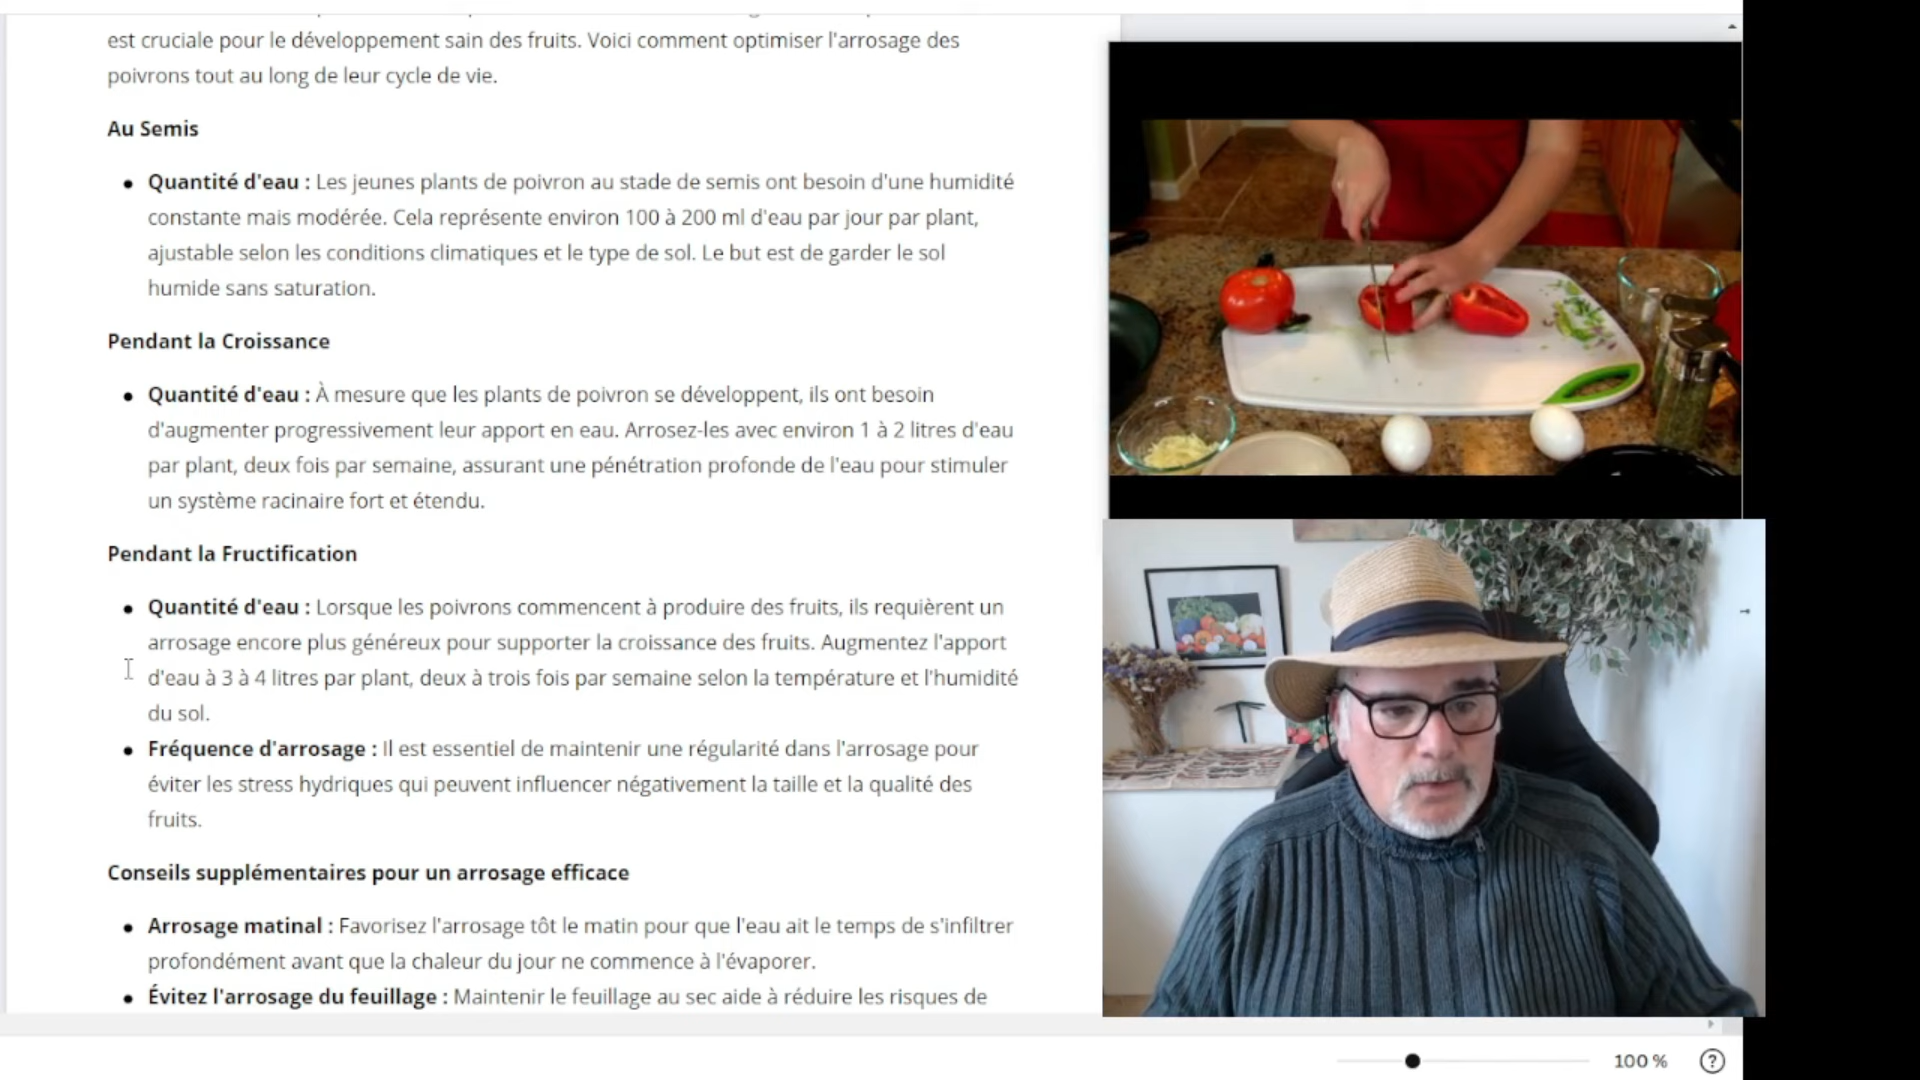 est cruciale pour le développement sain des fruits. Voici comment optimiser l'arrosage des
poivrons tout au long de leur cycle de vie.
Au Semis
• Quantité d'eau : Les jeunes plants de poivron au stade de semis ont besoin d'une humidité
constante mais modérée. Cela représente environ 100 à 200 ml d'eau par jour par plant,
ajustable selon les conditions climatiques et le type de sol. Le but est de garder le sol
humide sans saturation.
Pendant la Croissance
• Quantité d'eau : À mesure que les plants de poivron se développent, ils ont besoin
d'augmenter progressivement leur apport en eau. Arrosez-les avec environ 1 à 2 litres d'eau
par plant, deux fois par semaine, assurant une pénétration profonde de l'eau pour stimuler
un système racinaire fort et étendu.
Pendant la Fructification
• Quantité d'eau : Lorsque les poivrons commencent à produire des fruits, ils requièrent un
arrosage encore plus généreux pour supporter la croissance des fruits. Augmentez l'apport
d'eau à 3 à 4 litres par plant, deux à trois fois par semaine selon la température et l'humidité
du sol.
• Fréquence d'arrosage : Il est essentiel de maintenir une régularité dans l'arrosage pour
éviter les stress hydriques qui peuvent influencer négativement la taille et la qualité des
fruits.
Conseils supplémentaires pour un arrosage efficace
• Arrosage matinal : Favorisez l'arrosage tôt le matin pour que l'eau ait le temps de s'infiltrer
profondément avant que la chaleur du jour ne commence à l'évaporer.
• Évitez l'arrosage du feuillage : Maintenir le feuillage au sec aide à réduire les risques de
100 %
?